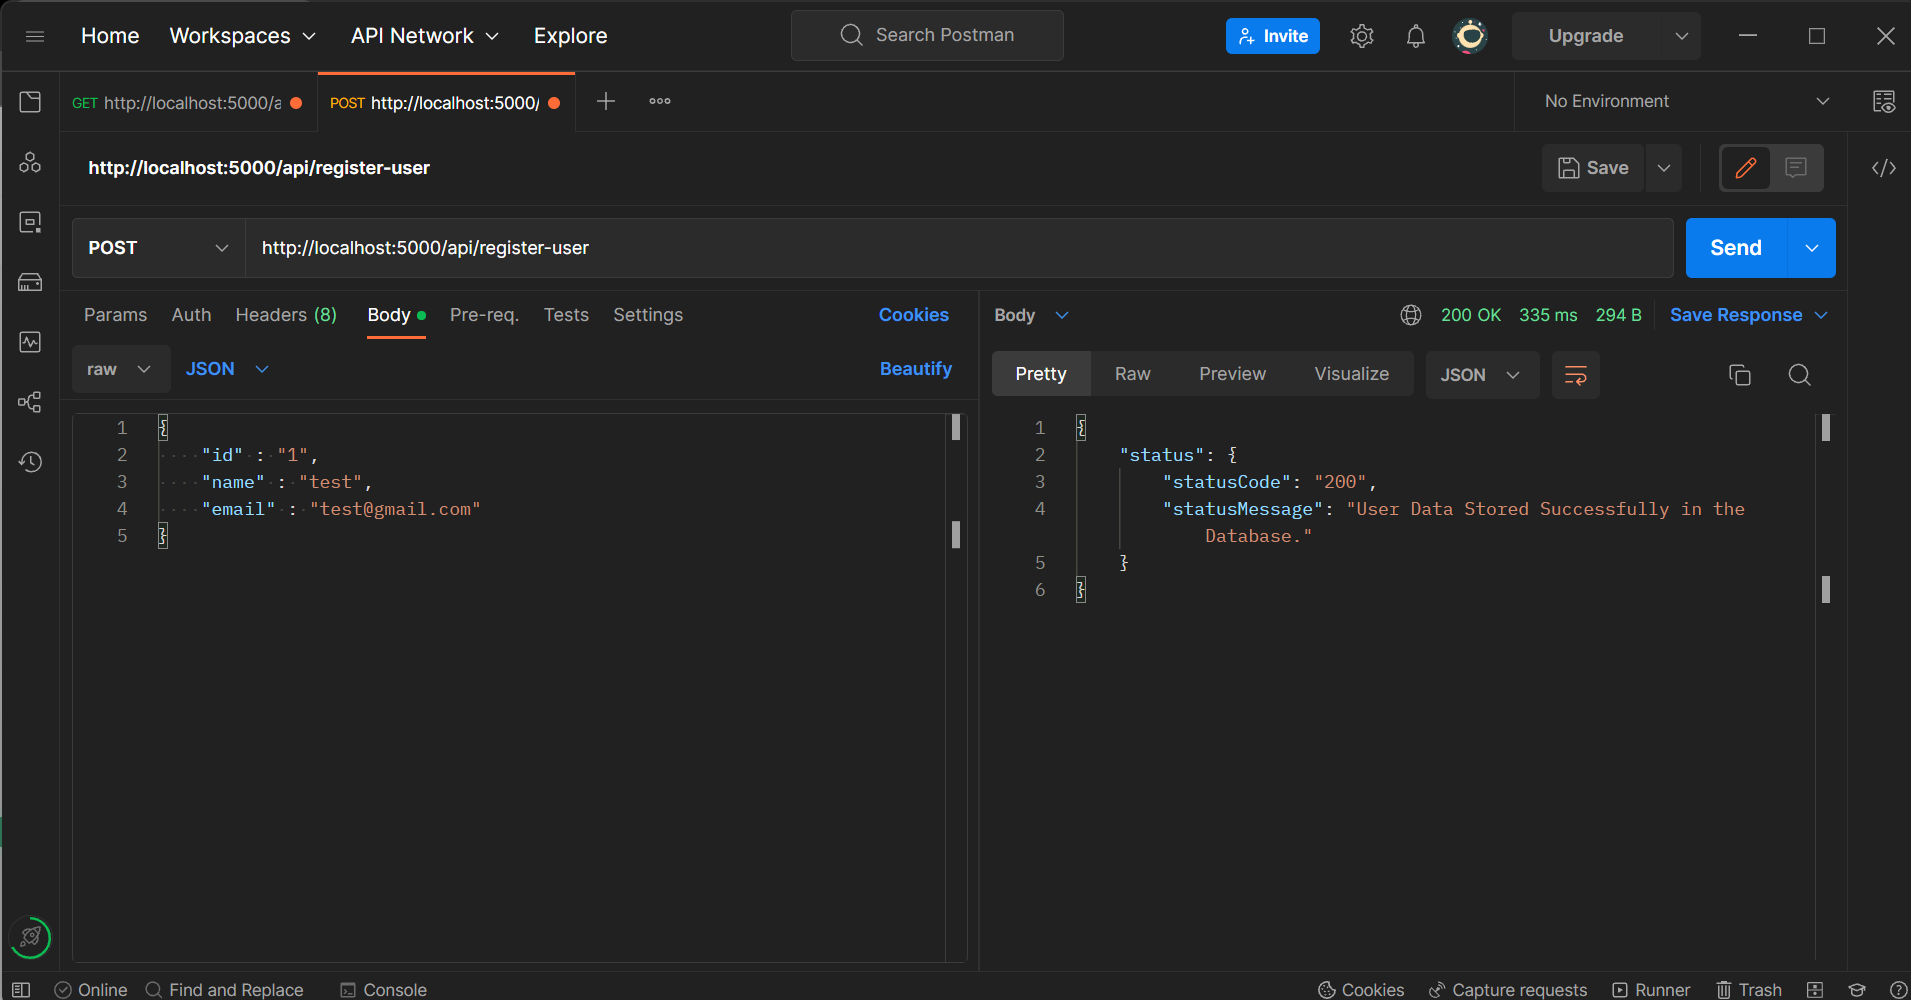 Home Workspaces API Network Explore Search Postman Invite Upgrade
GET http://localhost:5000/a POST http://localhost:5000/ No Environment
http://localhost:5000/api/register-user Save
POST http://localhost:5000/api/register-user Send
Params Auth Headers (8) Body Pre-req. Tests Settings Cookies
raw JSON Beautify
1 {
2 "id" : "1",
3 "name" : "test",
4 "email" : "test@gmail.com"
5 }
Body 200 OK 335 ms 294 B Save Response
Pretty Raw Preview Visualize JSON
1 {
2 "status": {
3 "statusCode": "200",
4 "statusMessage": "User Data Stored Successfully in the
Database."
5 }
6 }
Online Find and Replace Console Cookies Capture requests Runner Trash